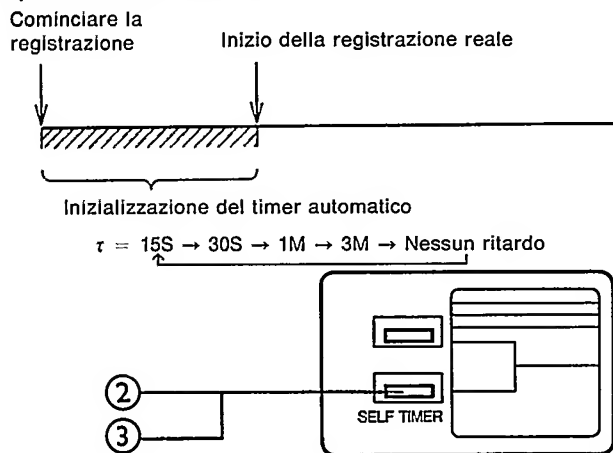 Cominciare la
registrazione
Inizio della registrazione reale
Inizializzazione del timer automatico
τ = 15S → 30S → 1M → 3M → Nessun ritardo
②
③
SELF TIMER